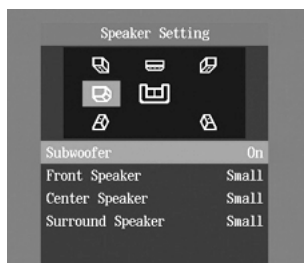 Speaker Setting
Subwoofer On
Front Speaker Small
Center Speaker Small
Surround Speaker Small